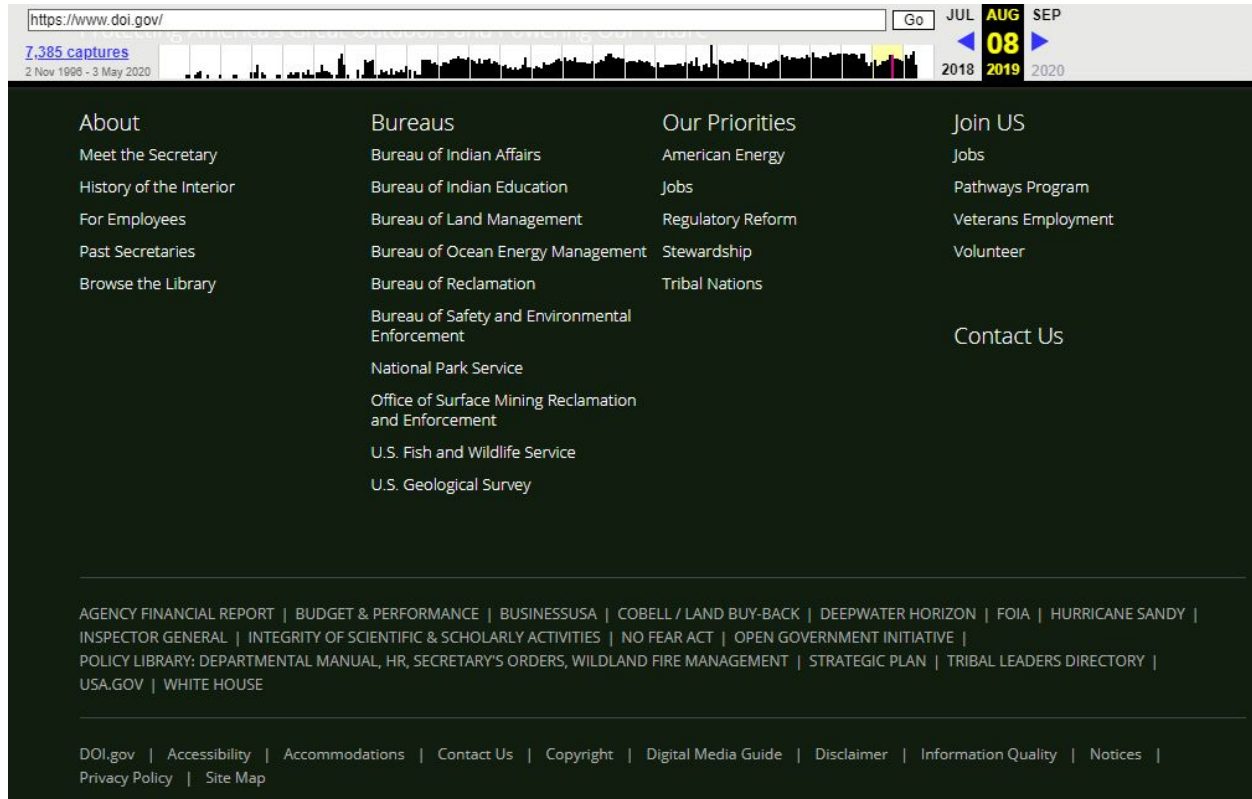 https://www.doi.gov/ Go JUL AUG SEP
Protecting America's Great Outdoors and Powering Our Future
7,385 captures 08
2 Nov 1996 - 3 May 2020 2018 2019 2020
About
Meet the Secretary
History of the Interior
For Employees
Past Secretaries
Browse the Library
Bureaus
Bureau of Indian Affairs
Bureau of Indian Education
Bureau of Land Management
Bureau of Ocean Energy Management
Bureau of Reclamation
Bureau of Safety and Environmental
Enforcement
National Park Service
Office of Surface Mining Reclamation
and Enforcement
U.S. Fish and Wildlife Service
U.S. Geological Survey
Our Priorities
American Energy
Jobs
Regulatory Reform
Stewardship
Tribal Nations
Join US
Jobs
Pathways Program
Veterans Employment
Volunteer
Contact Us
AGENCY FINANCIAL REPORT | BUDGET & PERFORMANCE | BUSINESSUSA | COBELL / LAND BUY-BACK | DEEPWATER HORIZON | FOIA | HURRICANE SANDY |
INSPECTOR GENERAL | INTEGRITY OF SCIENTIFIC & SCHOLARLY ACTIVITIES | NO FEAR ACT | OPEN GOVERNMENT INITIATIVE |
POLICY LIBRARY: DEPARTMENTAL MANUAL, HR, SECRETARY'S ORDERS, WILDLAND FIRE MANAGEMENT | STRATEGIC PLAN | TRIBAL LEADERS DIRECTORY |
USA.GOV | WHITE HOUSE
DOI.gov | Accessibility | Accommodations | Contact Us | Copyright | Digital Media Guide | Disclaimer | Information Quality | Notices |
Privacy Policy | Site Map